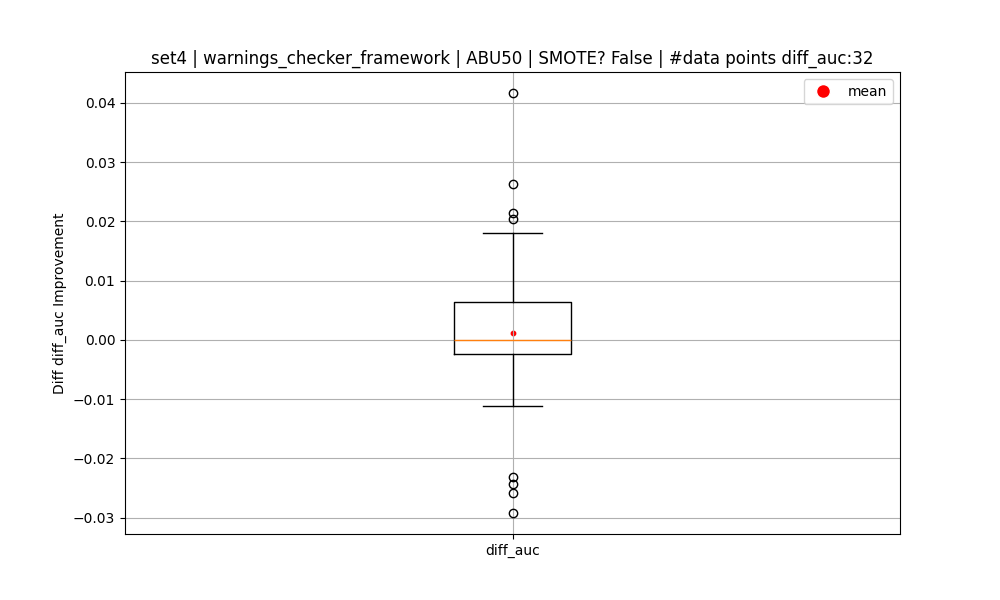 set4 | warnings_checker_framework | ABU50 | SMOTE? False | #data points diff_auc:32
mean
0.04
0.03
0.02
0.01
0.00
−0.01
−0.02
−0.03
Diff diff_auc Improvement
diff_auc